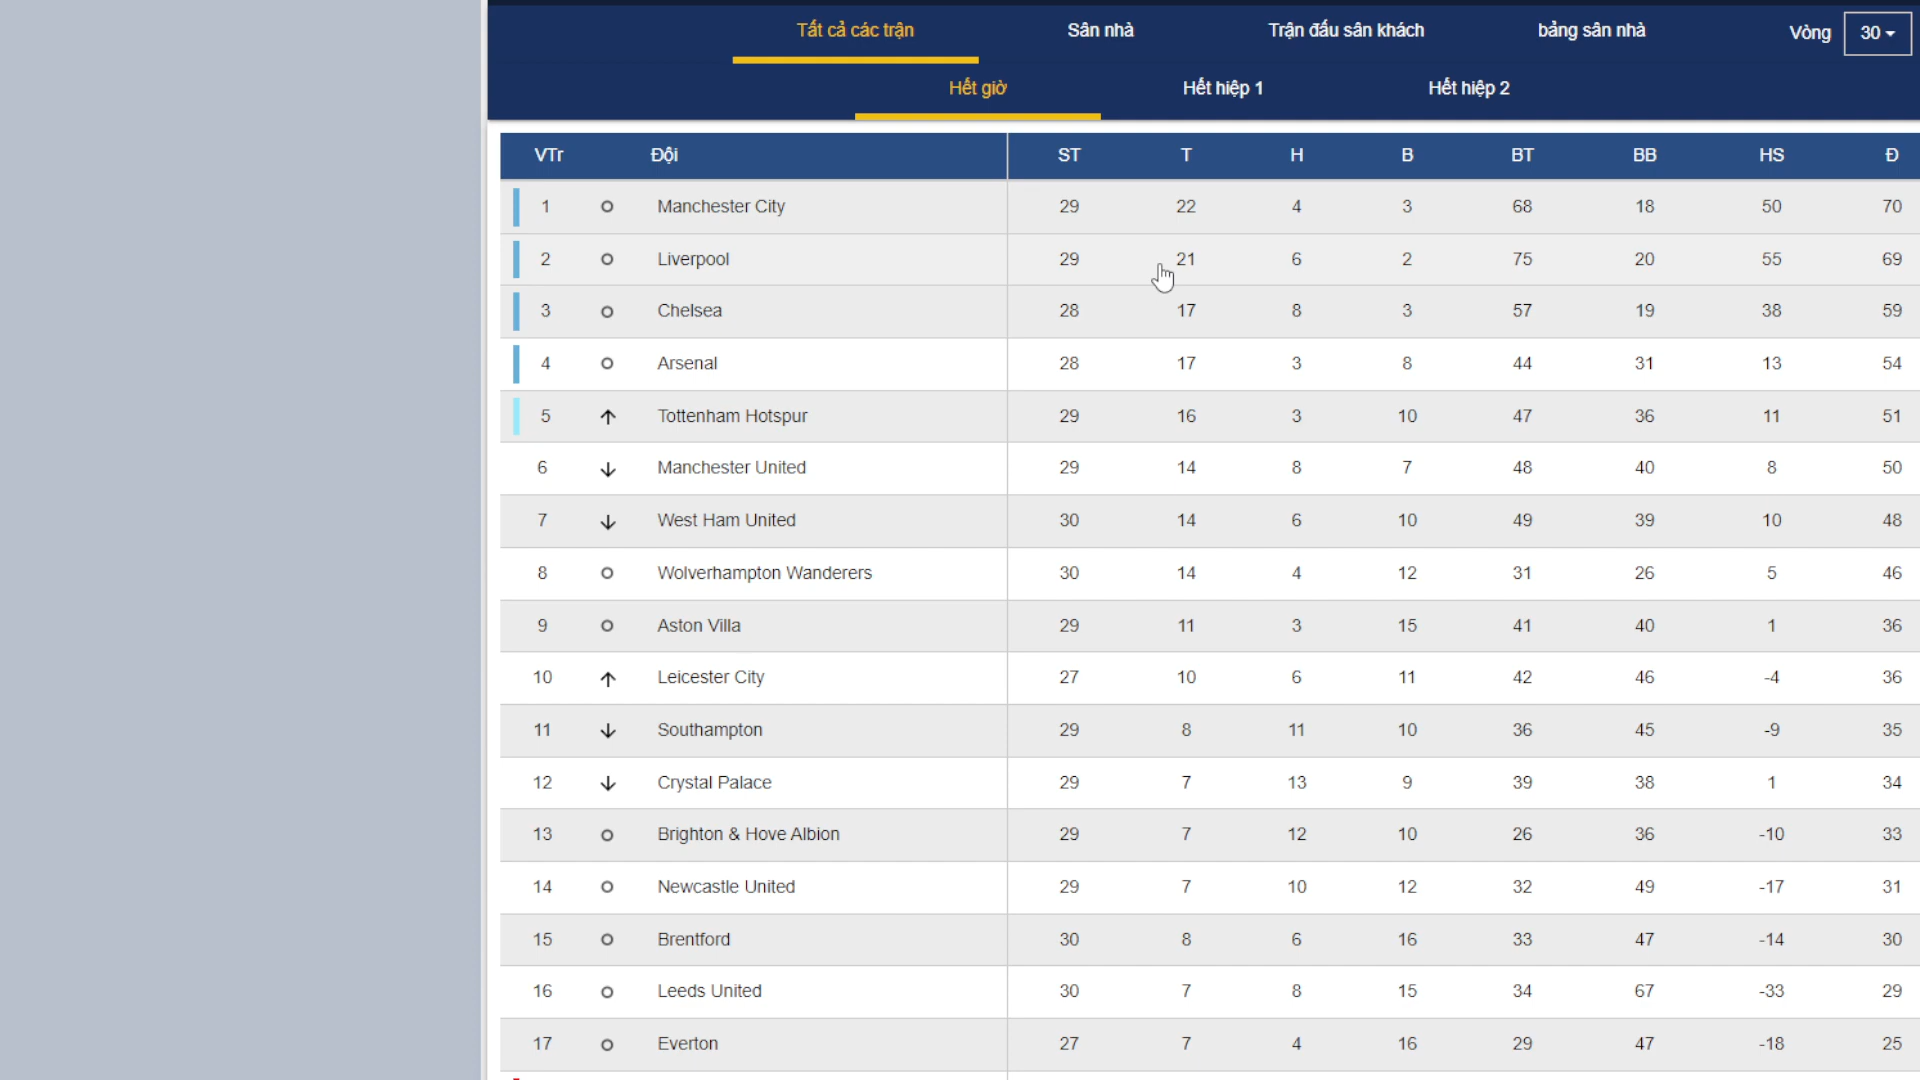 Tất cả các trận Sân nhà Trận đấu sân khách bảng sân nhà Vòng 30
Hết giờ Hết hiệp 1 Hết hiệp 2
VTr Đội ST T H B BT BB HS Đ
1 Manchester City 29 22 4 3 68 18 50 70
2 Liverpool 29 21 6 2 75 20 55 69
3 Chelsea 28 17 8 3 57 19 38 59
4 Arsenal 28 17 3 8 44 31 13 54
5 Tottenham Hotspur 29 16 3 10 47 36 11 51
6 Manchester United 29 14 8 7 48 40 8 50
7 West Ham United 30 14 6 10 49 39 10 48
8 Wolverhampton Wanderers 30 14 4 12 31 26 5 46
9 Aston Villa 29 11 3 15 41 40 1 36
10 Leicester City 27 10 6 11 42 46 -4 36
11 Southampton 29 8 11 10 36 45 -9 35
12 Crystal Palace 29 7 13 9 39 38 1 34
13 Brighton & Hove Albion 29 7 12 10 26 36 -10 33
14 Newcastle United 29 7 10 12 32 49 -17 31
15 Brentford 30 8 6 16 33 47 -14 30
16 Leeds United 30 7 8 15 34 67 -33 29
17 Everton 27 7 4 16 29 47 -18 25